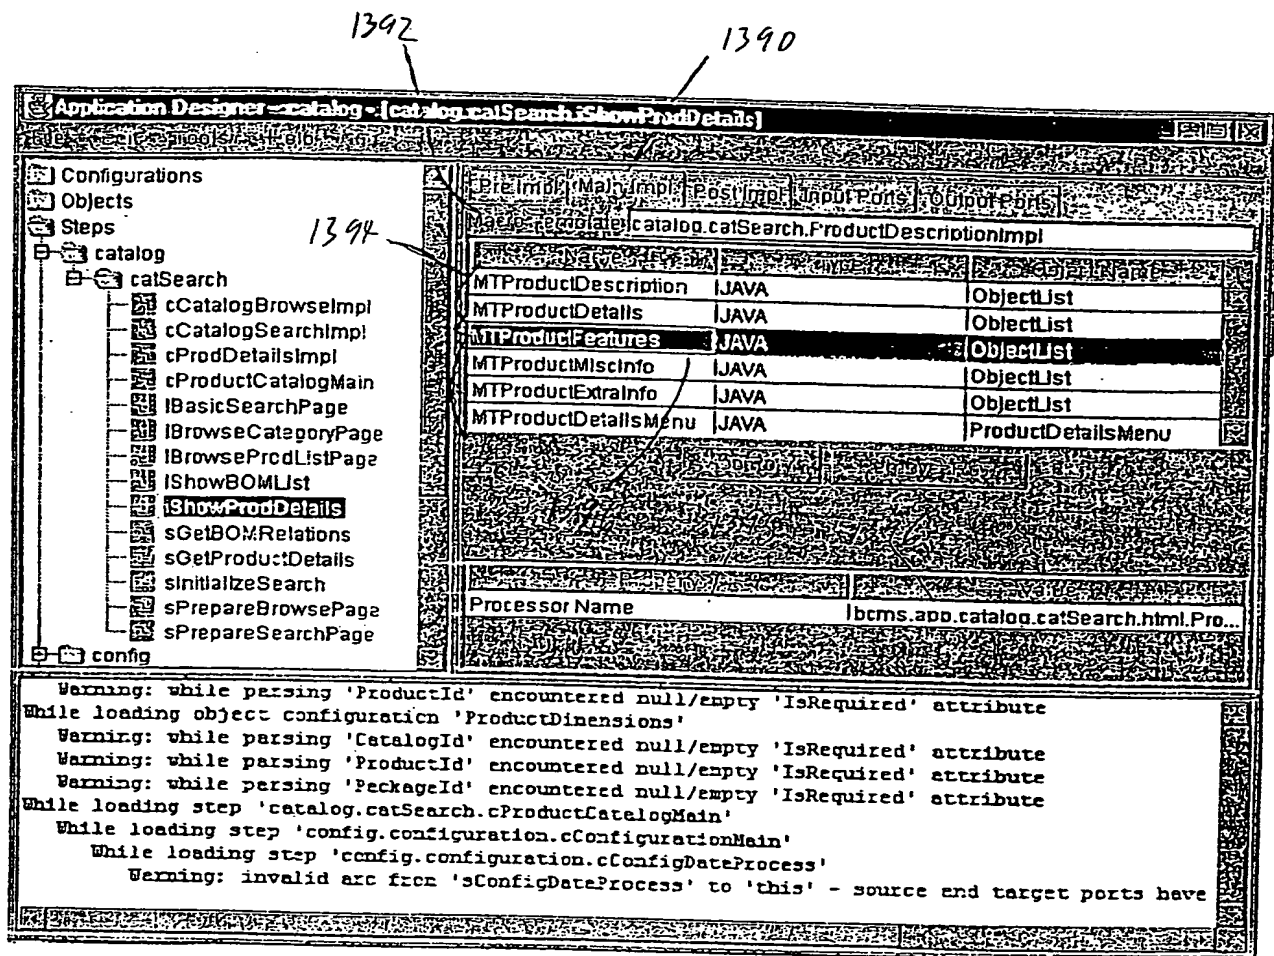 1392
1390
Application Designer - catalog - [catalog.catSearch.iShowProdDetails]
Configurations
Objects
Steps
catalog
catSearch
cCatalogBrowseImpl
cCatalogSearchImpl
cProdDetailsImpl
cProductCatalogMain
IBasicSearchPage
IBrowseCategoryPage
IBrowseProdListPage
IShowBOMList
iShowProdDetails
sGetBOMRelations
sGetProductDetails
sInitializeSearch
sPrepareBrowsePage
sPrepareSearchPage
config
1394
Pre Impl Main Impl Post Impl Input Ports Output Ports
Macro Template catalog.catSearch.ProductDescriptionImpl
Name
MTProductDescription JAVA ObjectList
MTProductDetails JAVA ObjectList
MTProductFeatures JAVA ObjectList
MTProductMiscInfo JAVA ObjectList
MTProductExtraInfo JAVA ObjectList
MTProductDetailsMenu JAVA ProductDetailsMenu
Processor Name bcms.app.catalog.catSearch.html.Pro...
Warning: while parsing 'ProductId' encountered null/empty 'IsRequired' attribute
While loading object configuration 'ProductDimensions'
Warning: while parsing 'CatalogId' encountered null/empty 'IsRequired' attribute
Warning: while parsing 'ProductId' encountered null/empty 'IsRequired' attribute
Warning: while parsing 'PackageId' encountered null/empty 'IsRequired' attribute
While loading step 'catalog.catSearch.cProductCatalogMain'
While loading step 'config.configuration.cConfigurationMain'
While loading step 'config.configuration.cConfigDateProcess'
Warning: invalid arc from 'sConfigDateProcess' to 'this' - source and target ports have